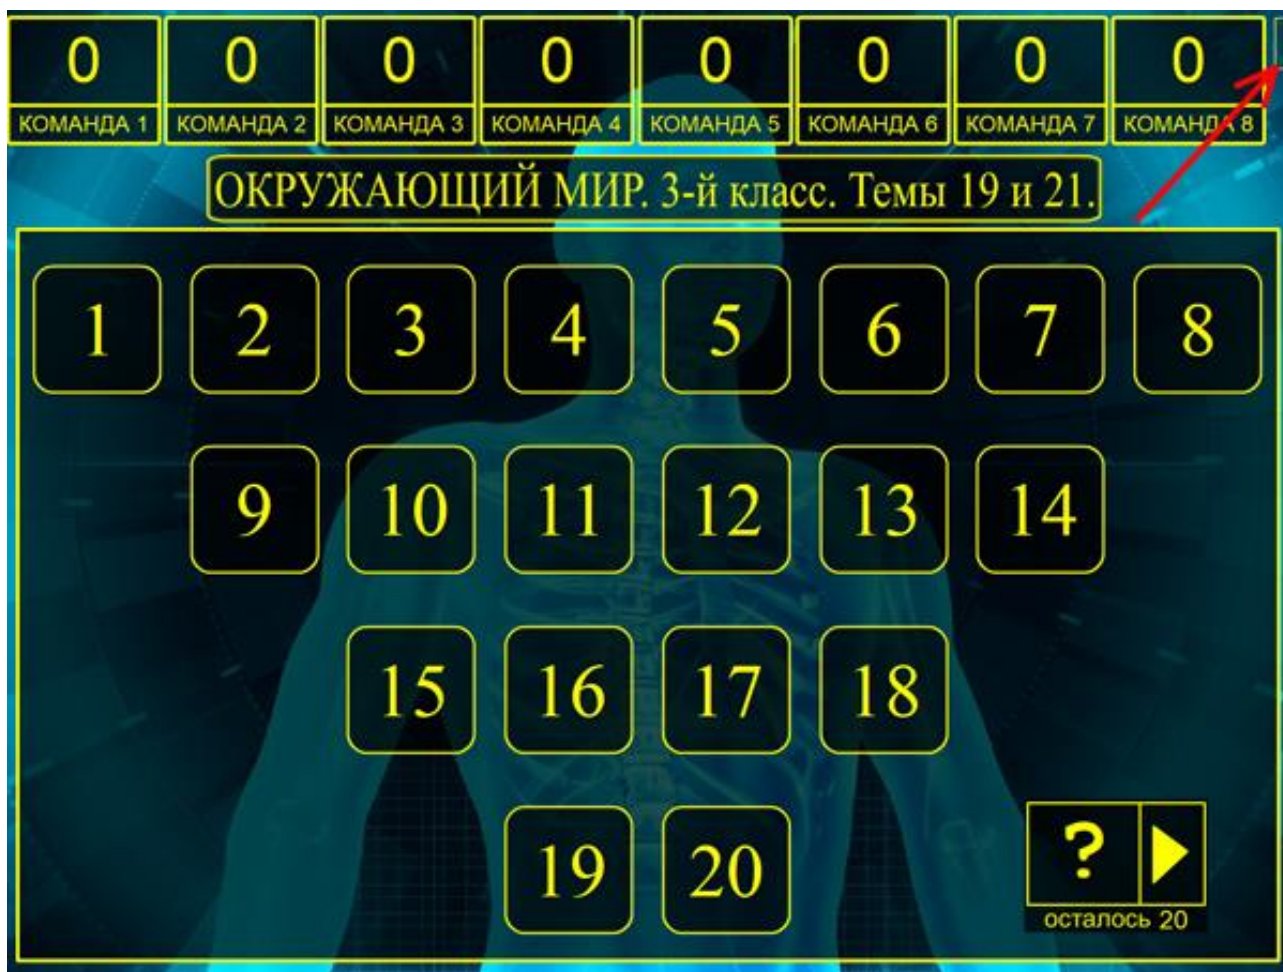 0 0 0 0 0 0 0 0
КОМАНДА 1 КОМАНДА 2 КОМАНДА 3 КОМАНДА 4 КОМАНДА 5 КОМАНДА 6 КОМАНДА 7 КОМАНДА 8
ОКРУЖАЮЩИЙ МИР. 3-й класс. Темы 19 и 21.
1 2 3 4 5 6 7 8
9 10 11 12 13 14
15 16 17 18
19 20
?
осталось 20